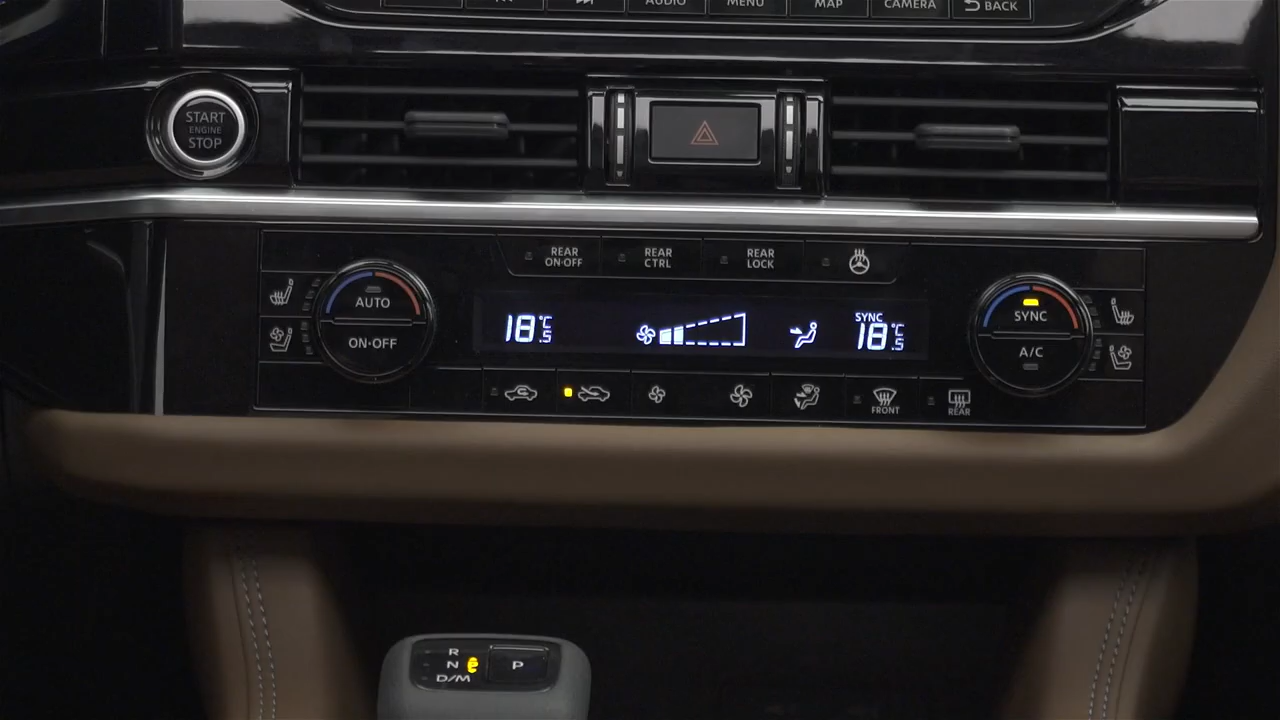 AUDIO MENU MAP CAMERA BACK
START
ENGINE
STOP
REAR
ON·OFF
REAR
CTRL
REAR
LOCK
AUTO
ON·OFF
18.5°C
SYNC
18.5°C
SYNC
A/C
FRONT
REAR
R
N
D/M
P